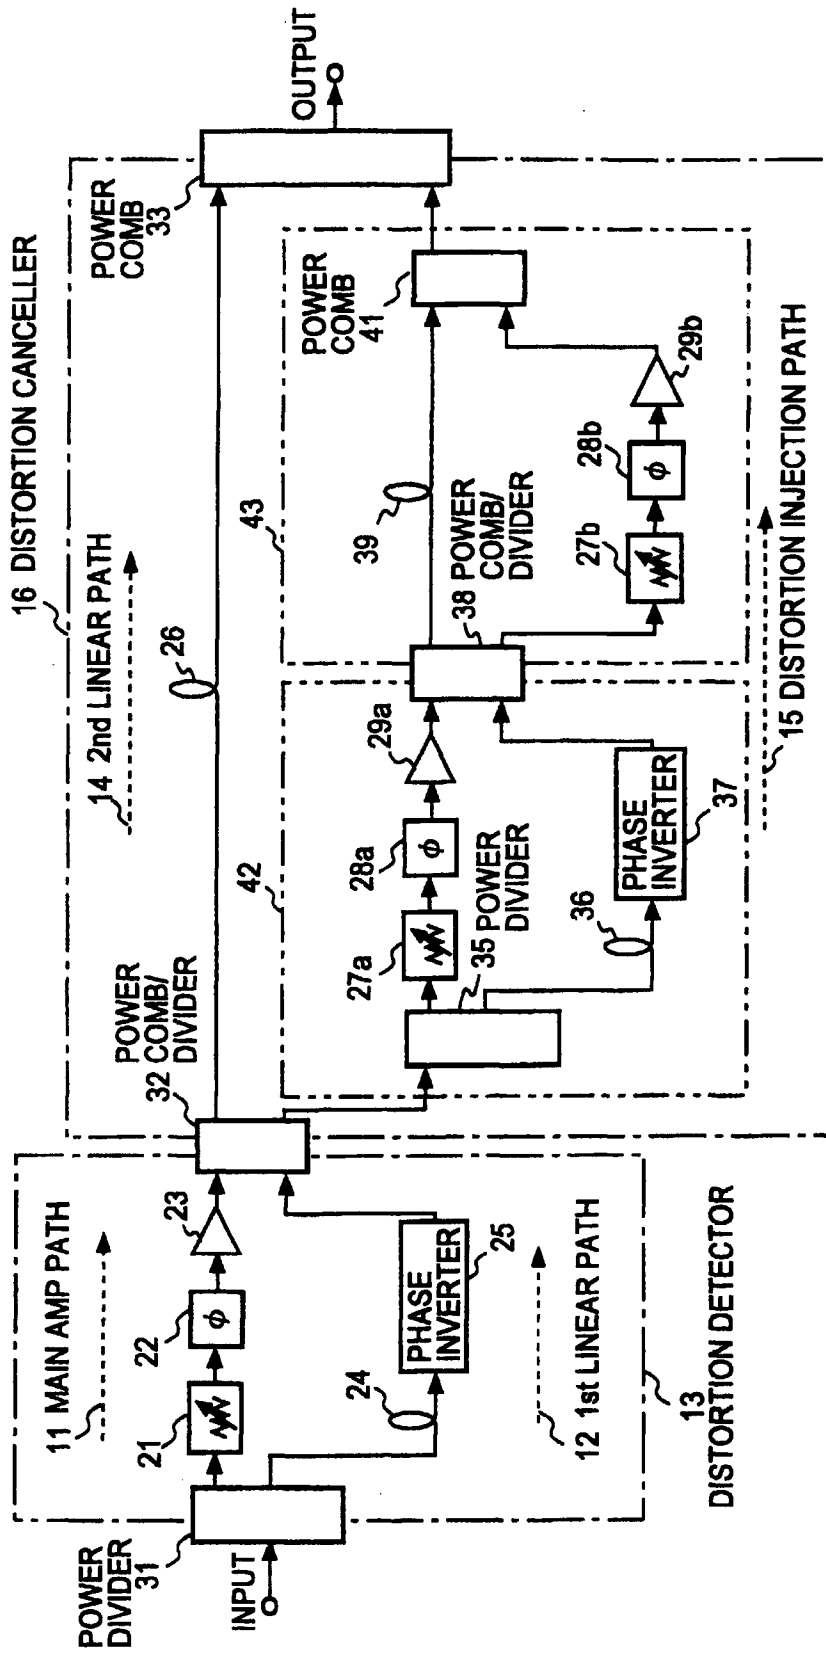 16 DISTORTION CANCELLER
14 2nd LINEAR PATH
26
POWER
COMB
33
OUTPUT
11 MAIN AMP PATH
POWER
DIVIDER
31
INPUT
21
22
ϕ
23
POWER
COMB/
DIVIDER
32
24
PHASE
INVERTER
25
12 1st LINEAR PATH
13
DISTORTION DETECTOR
42
35 POWER
DIVIDER
27a
28a
ϕ
29a
36
PHASE
INVERTER
37
43
38 POWER
COMB/
DIVIDER
39
27b
28b
ϕ
29b
POWER
COMB
41
15 DISTORTION INJECTION PATH